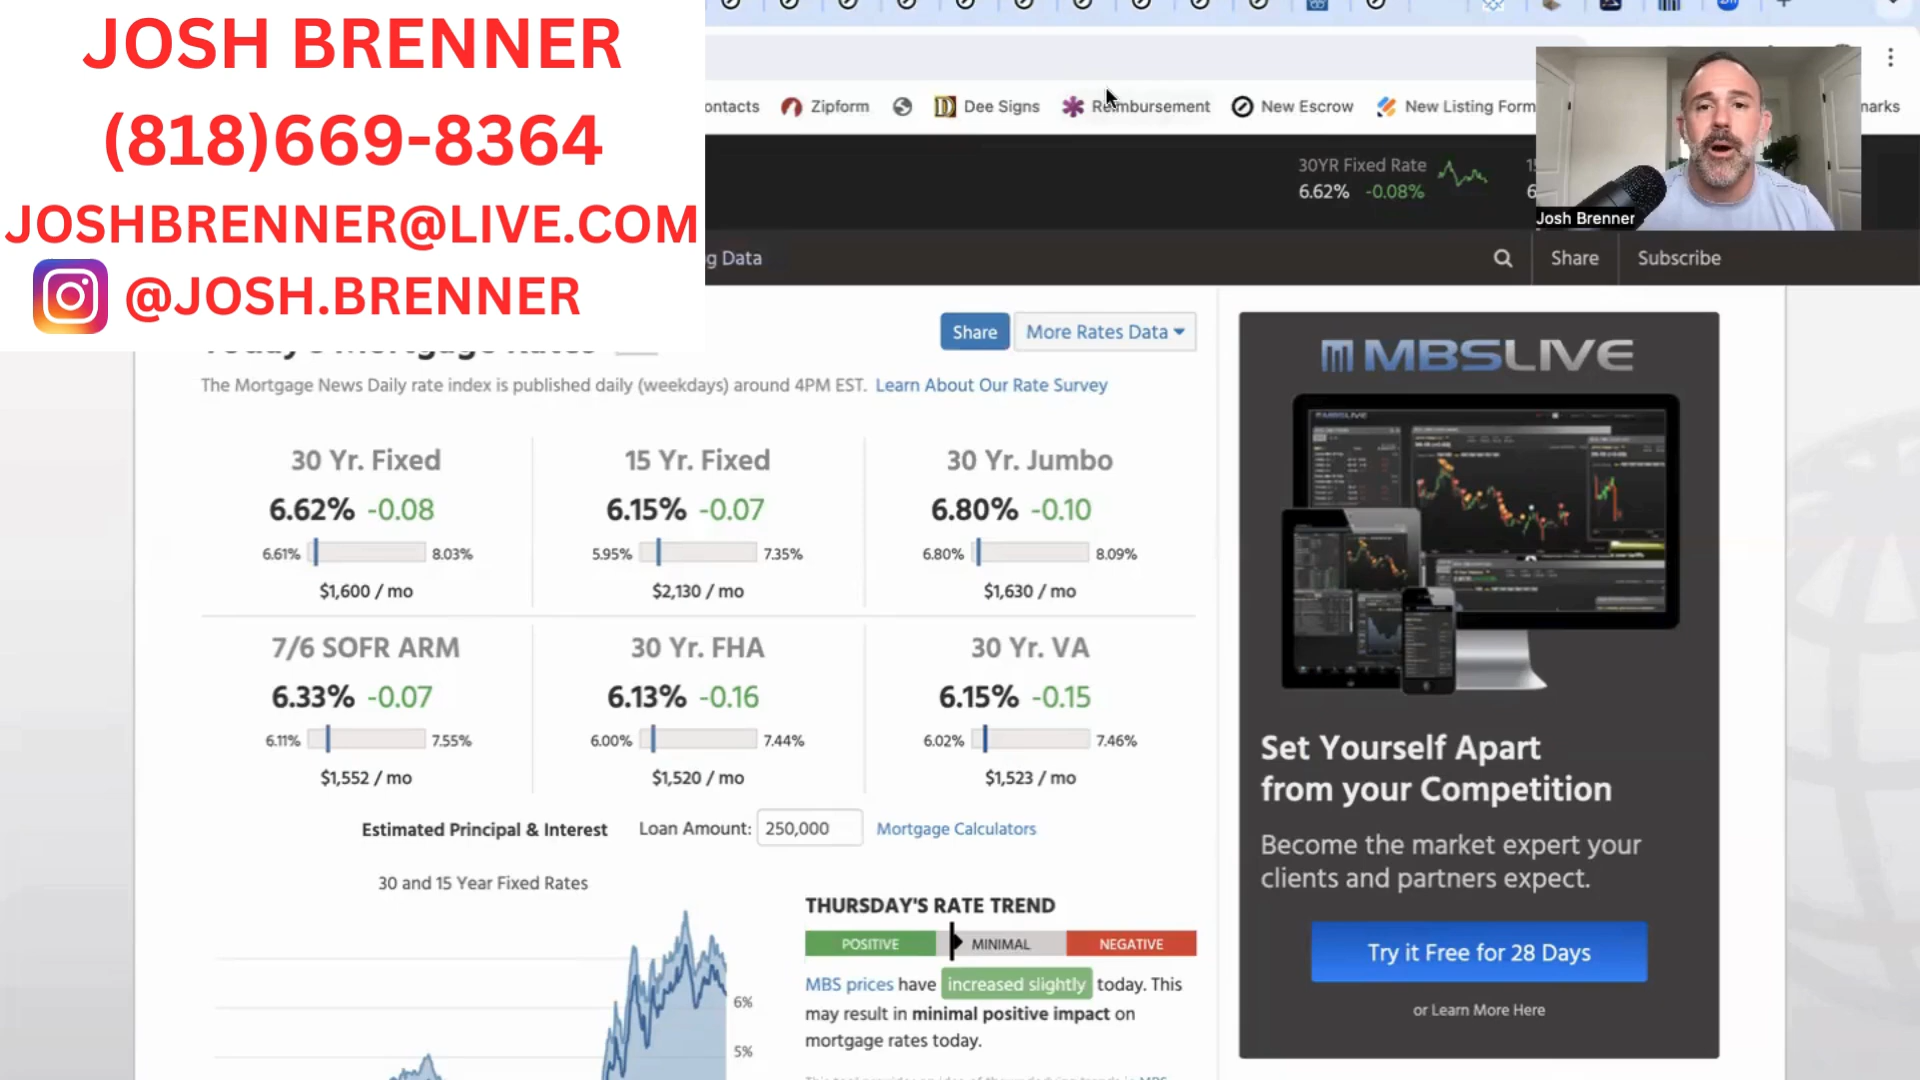 JOSH BRENNER
(818)669-8364
JOSHBRENNER@LIVE.COM
@JOSH.BRENNER
ontacts Zipform Dee Signs Reimbursement New Escrow New Listing Form marks
30YR Fixed Rate
6.62% -0.08%
Josh Brenner
g Data Share Subscribe
Share More Rates Data
Today's Mortgage Rates
The Mortgage News Daily rate index is published daily (weekdays) around 4PM EST. Learn About Our Rate Survey
30 Yr. Fixed 15 Yr. Fixed 30 Yr. Jumbo
6.62% -0.08 6.15% -0.07 6.80% -0.10
6.61% 8.03% 5.95% 7.35% 6.80% 8.09%
$1,600 / mo $2,130 / mo $1,630 / mo
7/6 SOFR ARM 30 Yr. FHA 30 Yr. VA
6.33% -0.07 6.13% -0.16 6.15% -0.15
6.11% 7.55% 6.00% 7.44% 6.02% 7.46%
$1,552 / mo $1,520 / mo $1,523 / mo
Estimated Principal & Interest Loan Amount: 250,000 Mortgage Calculators
30 and 15 Year Fixed Rates
6%
5%
THURSDAY'S RATE TREND
POSITIVE MINIMAL NEGATIVE
MBS prices have increased slightly today. This
may result in minimal positive impact on
mortgage rates today.
MBSLIVE
Set Yourself Apart
from your Competition
Become the market expert your
clients and partners expect.
Try it Free for 28 Days
or Learn More Here